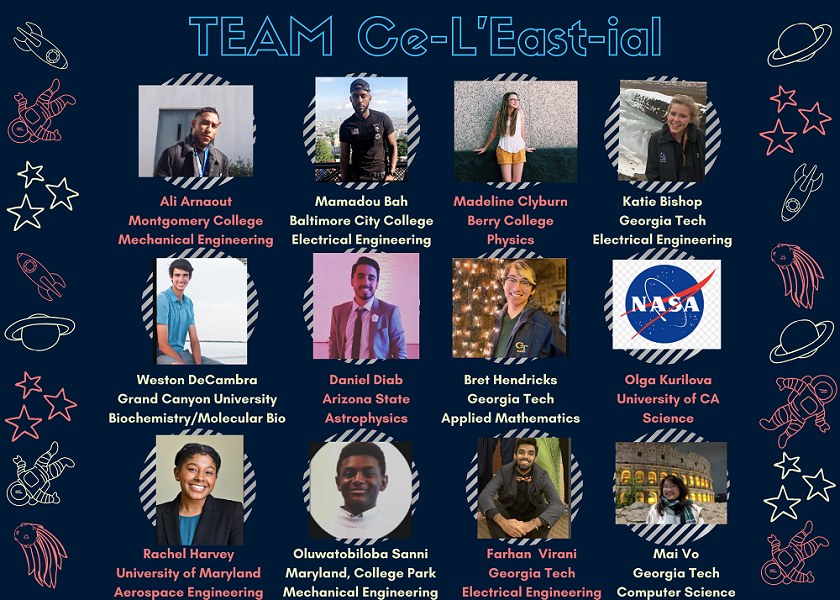 TEAM Ce-L'East-ial
Ali Arnaout
Montgomery College
Mechanical Engineering
Mamadou Bah
Baltimore City College
Electrical Engineering
Madeline Clyburn
Berry College
Physics
Katie Bishop
Georgia Tech
Electrical Engineering
Weston DeCambra
Grand Canyon University
Biochemistry/Molecular Bio
Daniel Diab
Arizona State
Astrophysics
GT
Bret Hendricks
Georgia Tech
Applied Mathematics
NASA
Olga Kurilova
University of CA
Science
Rachel Harvey
University of Maryland
Aerospace Engineering
Oluwatobiloba Sanni
Maryland, College Park
Mechanical Engineering
Farhan Virani
Georgia Tech
Electrical Engineering
Mai Vo
Georgia Tech
Computer Science